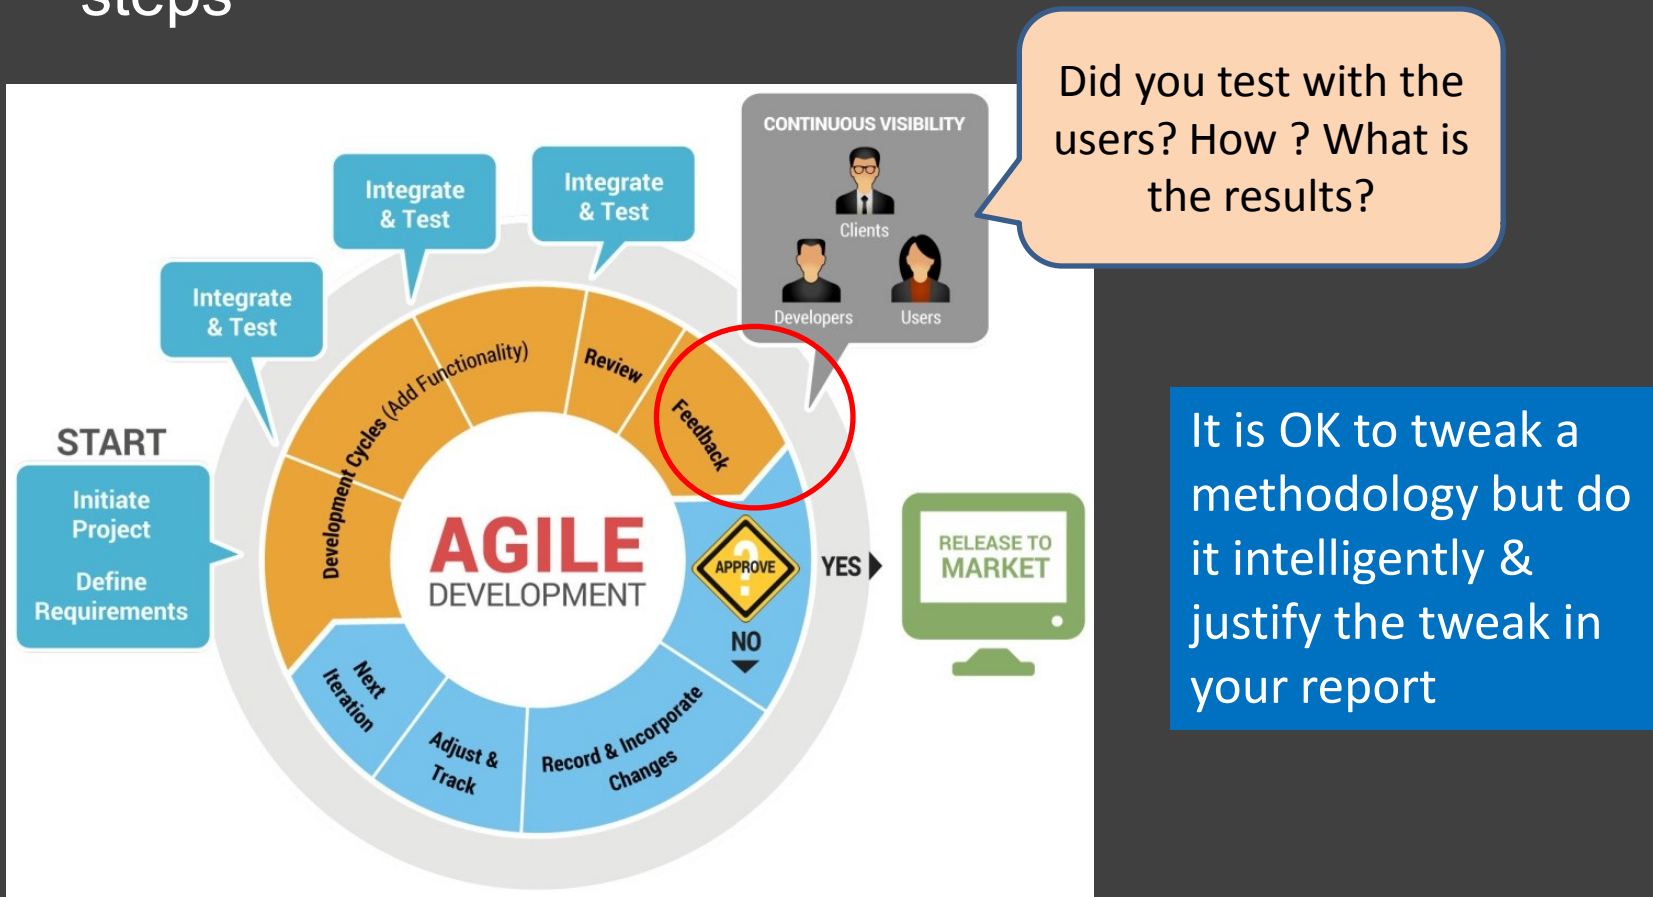 steps
Did you test with the
users? How ? What is
the results?
CONTINUOUS VISIBILITY
Clients
Developers
Users
Integrate
& Test
Integrate
& Test
Integrate
& Test
START
Initiate
Project
Define
Requirements
Development Cycles (Add Functionality)
Review
Feedback
AGILE
DEVELOPMENT
?
APPROVE
YES
NO
RELEASE TO
MARKET
Record & Incorporate
Changes
Adjust &
Track
Next
Iteration
It is OK to tweak a
methodology but do
it intelligently &
justify the tweak in
your report